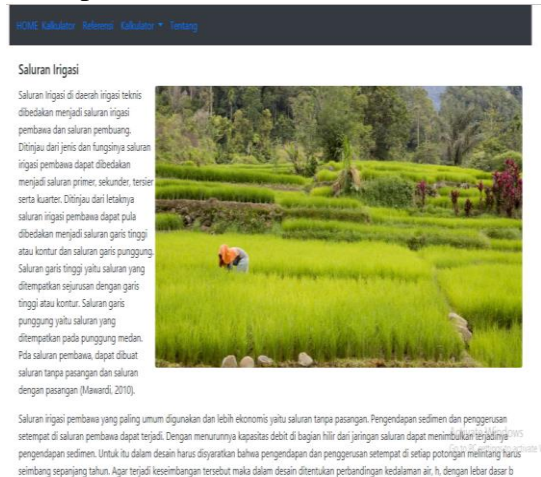 HOME Kalkulator Referensi Kalkulator Tentang
Saluran Irigasi
Saluran Irigasi di daerah irigasi teknis
dibedakan menjadi saluran irigasi
pembawa dan saluran pembuang.
Ditinjau dari jenis dan fungsinya saluran
irigasi pembawa dapat dibedakan
menjadi saluran primer, sekunder, tersier
serta kuarter. Ditinjau dari letaknya
saluran irigasi pembawa dapat pula
dibedakan menjadi saluran garis tinggi
atau kontur dan saluran garis punggung.
Saluran garis tinggi yaitu saluran yang
ditempatkan sejurusan dengan garis
tinggi atau kontur. Saluran garis
punggung yaitu saluran yang
ditempatkan pada punggung medan.
Pda saluran pembawa, dapat dibuat
saluran tanpa pasangan dan saluran
dengan pasangan (Mawardi, 2010).
Saluran irigasi pembawa yang paling umum digunakan dan lebih ekonomis yaitu saluran tanpa pasangan. Pengendapan sedimen dan penggerusan
setempat di saluran pembawa dapat terjadi. Dengan menurunnya kapasitas debit di bagian hilir dari jaringan saluran dapat menimbulkan terjadinya
pengendapan sedimen. Untuk itu dalam desain harus disyaratkan bahwa pengendapan dan penggerusan setempat di setiap potongan melintang harus
seimbang sepanjang tahun. Agar terjadi keseimbangan tersebut maka dalam desain ditentukan perbandingan kedalaman air, h, dengan lebar dasar b
Activate Windows